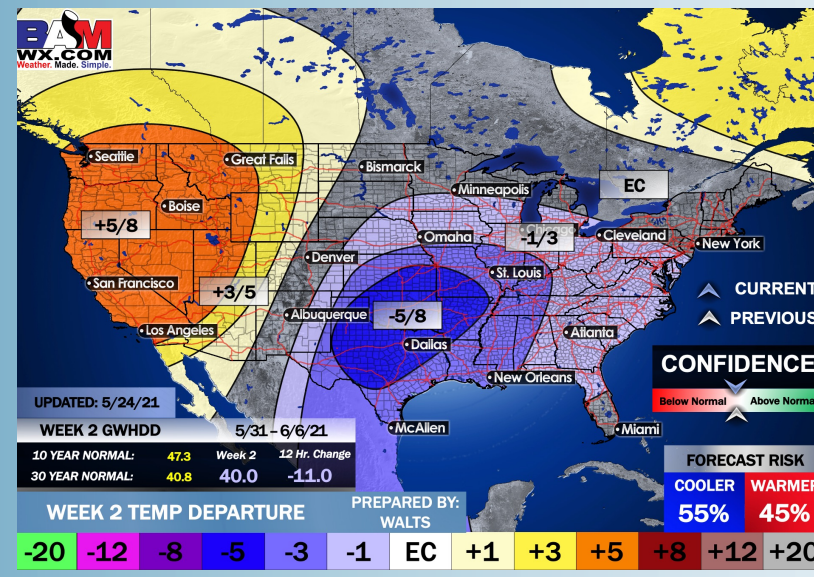 BAM
WX.COM
Weather. Made. Simple.
Seattle
Great Falls
Bismarck
Minneapolis
EC
Boise
+5/8
Omaha
Chicago
-1/3
Cleveland
New York
Denver
San Francisco
+3/5
St. Louis
CURRENT
Albuquerque
-5/8
PREVIOUS
Los Angeles
Dallas
Atlanta
CONFIDENCE
New Orleans
Below Normal
Above Norma
UPDATED: 5/24/21
McAllen
Miami
WEEK 2 GWHDD 5/31 – 6/6/21
10 YEAR NORMAL: 47.3 Week 2 12 Hr. Change
30 YEAR NORMAL: 40.8 40.0 -11.0
FORECAST RISK
COOLER WARMER
55% 45%
WEEK 2 TEMP DEPARTURE
PREPARED BY:
WALTS
-20 -12 -8 -5 -3 -1 EC +1 +3 +5 +8 +12 +20